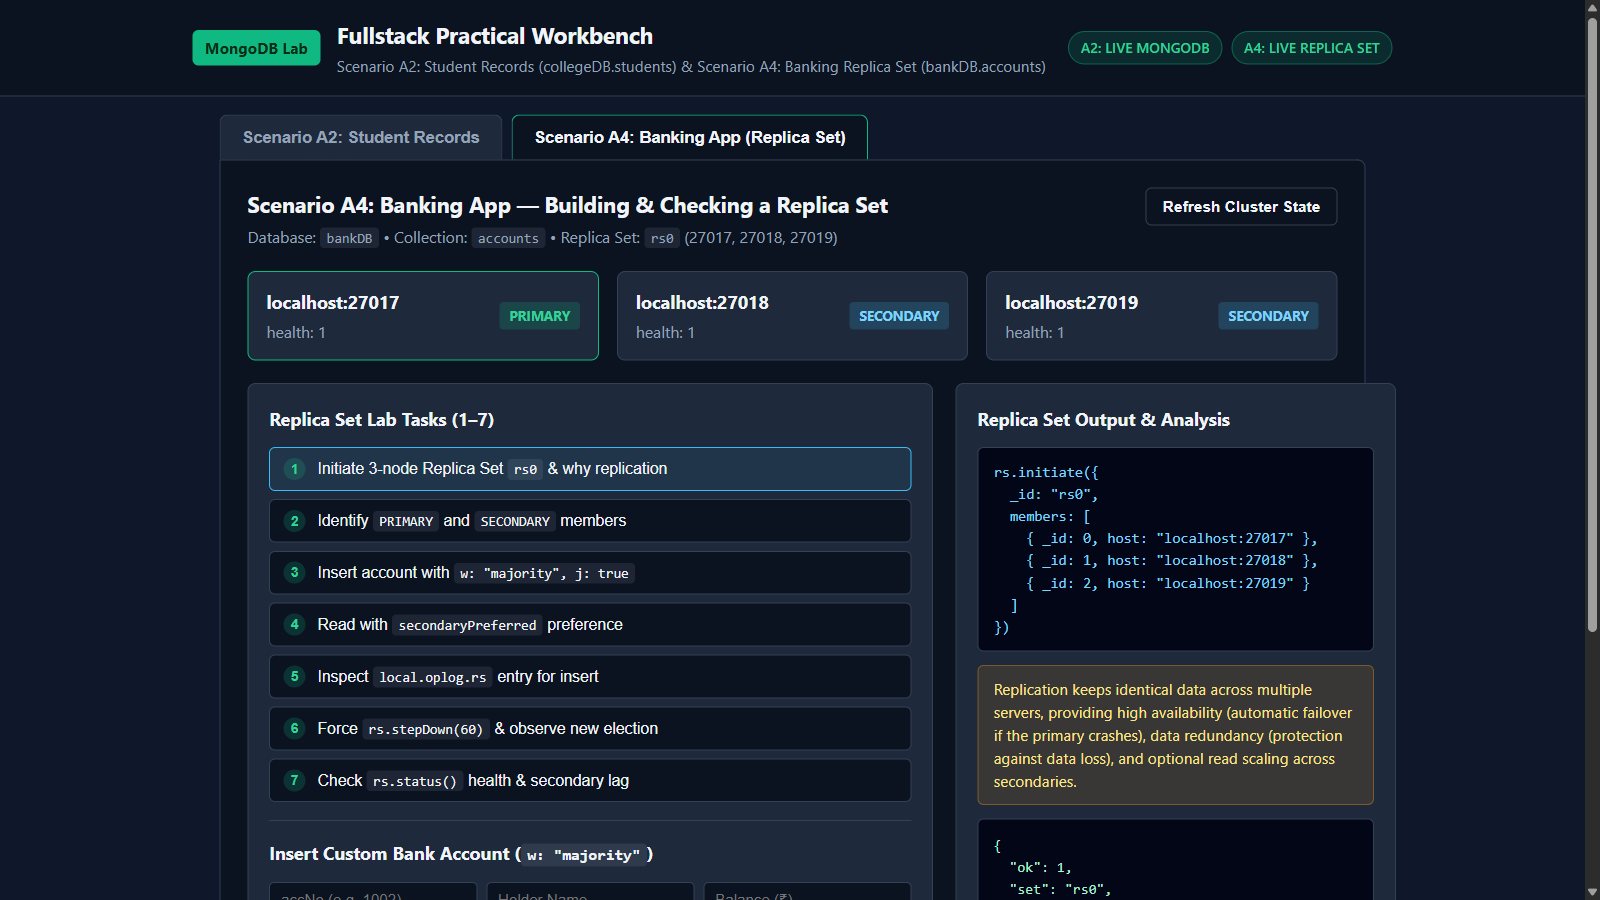 MongoDB Lab
Fullstack Practical Workbench
Scenario A2: Student Records (collegeDB.students) & Scenario A4: Banking Replica Set (bankDB.accounts)
A2: LIVE MONGODB
A4: LIVE REPLICA SET
Scenario A2: Student Records
Scenario A4: Banking App (Replica Set)
Scenario A4: Banking App — Building & Checking a Replica Set
Database: bankDB • Collection: accounts • Replica Set: rs0 (27017, 27018, 27019)
Refresh Cluster State
localhost:27017
health: 1
PRIMARY
localhost:27018
health: 1
SECONDARY
localhost:27019
health: 1
SECONDARY
Replica Set Lab Tasks (1–7)
1 Initiate 3-node Replica Set rs0 & why replication
2 Identify PRIMARY and SECONDARY members
3 Insert account with w: "majority", j: true
4 Read with secondaryPreferred preference
5 Inspect local.oplog.rs entry for insert
6 Force rs.stepDown(60) & observe new election
7 Check rs.status() health & secondary lag
Insert Custom Bank Account ( w: "majority" )
accNo (e.g. 1002)
Holder Name
Balance (₹)
Replica Set Output & Analysis
rs.initiate({
  _id: "rs0",
  members: [
    { _id: 0, host: "localhost:27017" },
    { _id: 1, host: "localhost:27018" },
    { _id: 2, host: "localhost:27019" }
  ]
})
Replication keeps identical data across multiple
servers, providing high availability (automatic failover
if the primary crashes), data redundancy (protection
against data loss), and optional read scaling across
secondaries.
{
  "ok": 1,
  "set": "rs0",